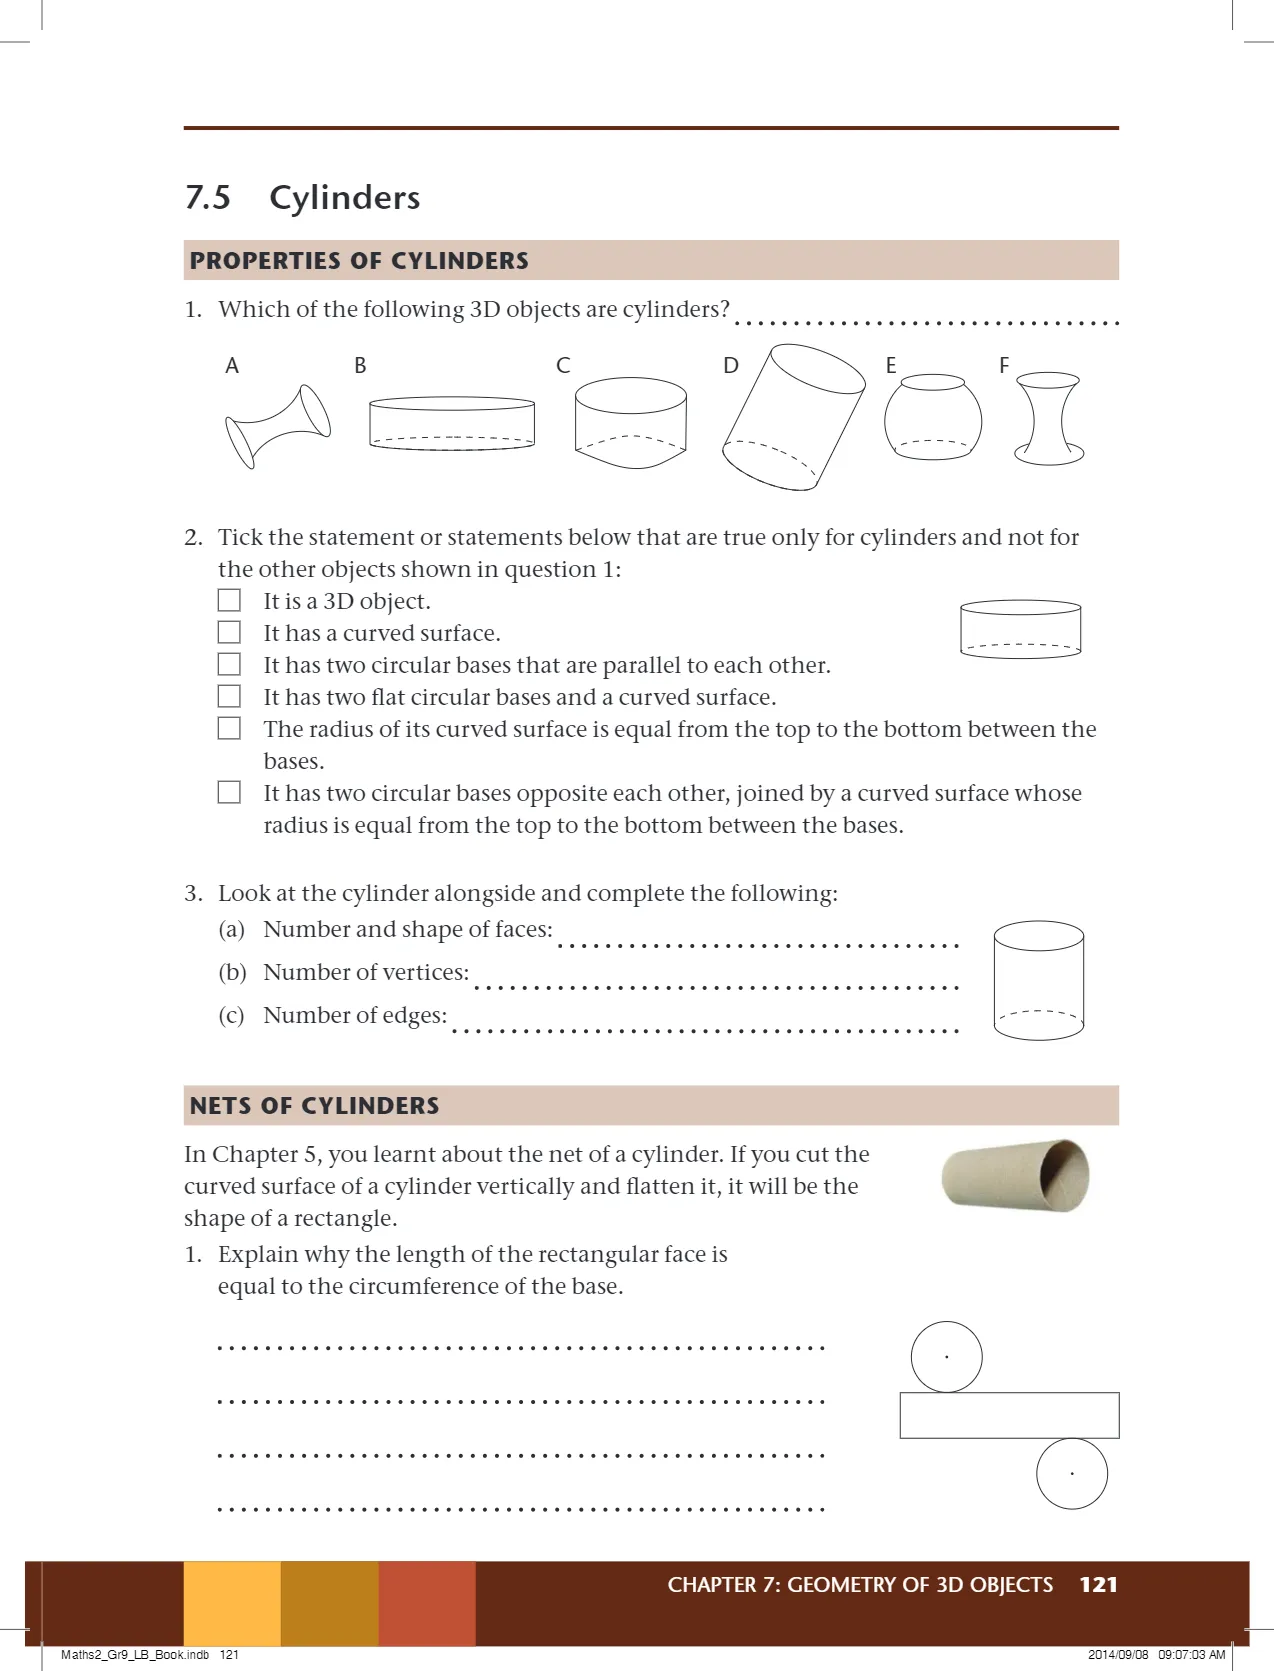 7.5 Cylinders
PROPERTIES OF CYLINDERS
1. Which of the following 3D objects are cylinders?
A B C D E F
2. Tick the statement or statements below that are true only for cylinders and not for
the other objects shown in question 1:
It is a 3D object.
It has a curved surface.
It has two circular bases that are parallel to each other.
It has two flat circular bases and a curved surface.
The radius of its curved surface is equal from the top to the bottom between the
bases.
It has two circular bases opposite each other, joined by a curved surface whose
radius is equal from the top to the bottom between the bases.
3. Look at the cylinder alongside and complete the following:
(a) Number and shape of faces:
(b) Number of vertices:
(c) Number of edges:
NETS OF CYLINDERS
In Chapter 5, you learnt about the net of a cylinder. If you cut the
curved surface of a cylinder vertically and flatten it, it will be the
shape of a rectangle.
1. Explain why the length of the rectangular face is
equal to the circumference of the base.
CHAPTER 7: GEOMETRY OF 3D OBJECTS 121
Maths2_Gr9_LB_Book.indb 121 2014/09/08 09:07:03 AM